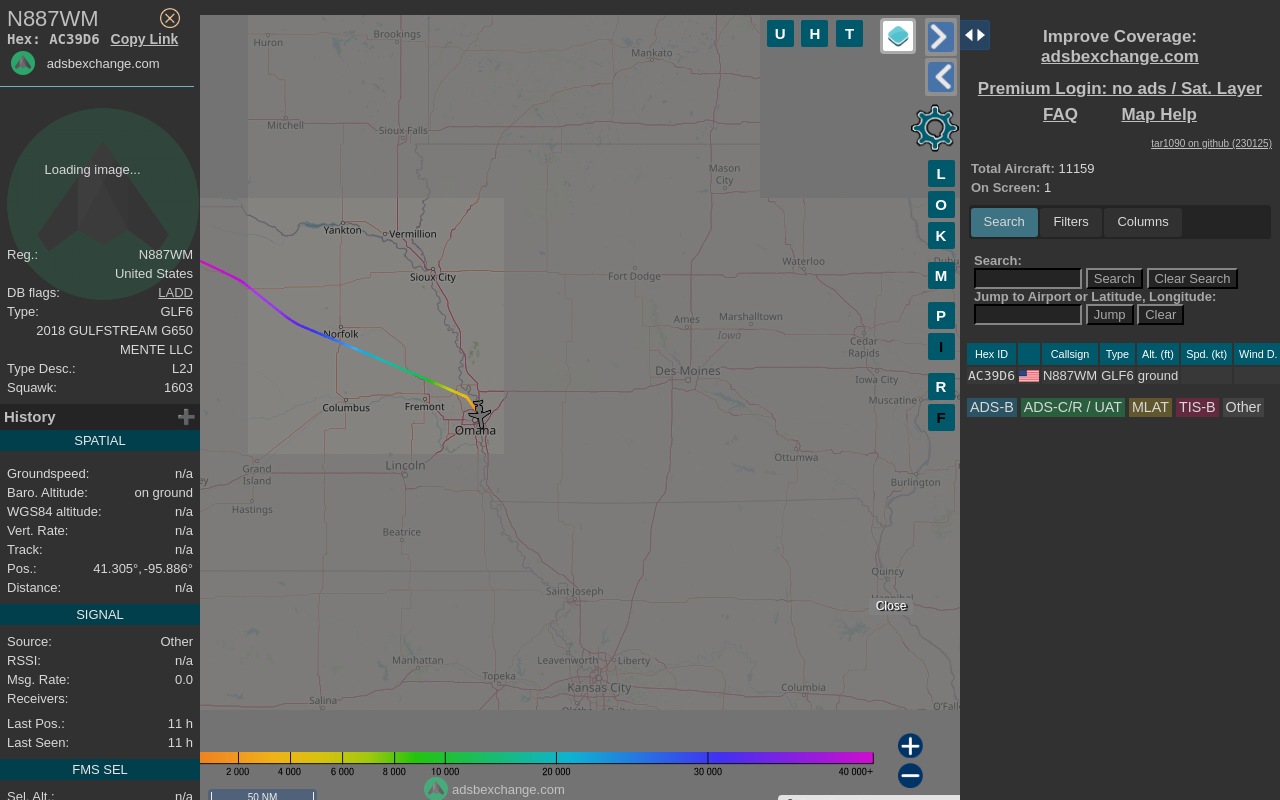 N887WM
Hex: AC39D6 Copy Link
adsbexchange.com
Loading image...
Reg.: N887WM
United States
DB flags: LADD
Type: GLF6
2018 GULFSTREAM G650
MENTE LLC
Type Desc.: L2J
Squawk: 1603
History
SPATIAL
Groundspeed: n/a
Baro. Altitude: on ground
WGS84 altitude: n/a
Vert. Rate: n/a
Track: n/a
Pos.: 41.305°, -95.886°
Distance: n/a
SIGNAL
Source: Other
RSSI: n/a
Msg. Rate: 0.0
Receivers:
Last Pos.: 11 h
Last Seen: 11 h
FMS SEL
Sel. Alt.: n/a
U H T
L
O
K
M
P
I
R
F
Huron
Brookings
Mankato
Mitchell
Sioux Falls
Mason
City
Yankton
Vermillion
Sioux City
Fort Dodge
Waterloo
Norfolk
Ames
Marshalltown
Iowa
Cedar
Rapids
Des Moines
Iowa City
Columbus
Fremont
Muscatine
Omaha
Grand
Island
Lincoln
Ottumwa
Burlington
Hastings
Beatrice
Quincy
Hannibal
Saint Joseph
Close
Manhattan
Leavenworth
Liberty
Topeka
Kansas City
Columbia
Salina
O'Fall
2 000 4 000 6 000 8 000 10 000 20 000 30 000 40 000+
adsbexchange.com
50 NM
Improve Coverage:
adsbexchange.com
Premium Login: no ads / Sat. Layer
FAQ Map Help
tar1090 on github (230125)
Total Aircraft: 11159
On Screen: 1
Search Filters Columns
Search:
Search Clear Search
Jump to Airport or Latitude, Longitude:
Jump Clear
Hex ID Callsign Type Alt. (ft) Spd. (kt) Wind D.
AC39D6 N887WM GLF6 ground
ADS-B ADS-C/R / UAT MLAT TIS-B Other